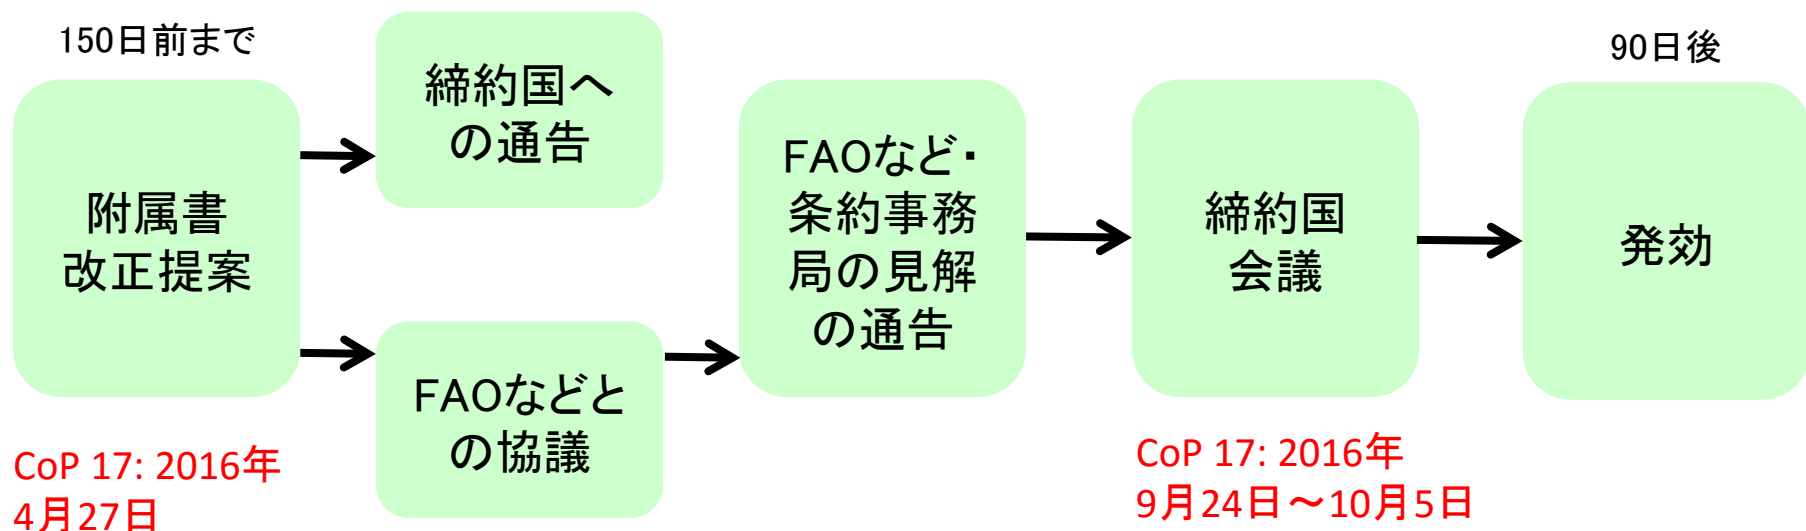 150日前まで
附属書
改正提案
CoP 17: 2016年
4月27日
締約国へ
の通告
FAOなどと
の協議
FAOなど・
条約事務
局の見解
の通告
締約国
会議
CoP 17: 2016年
9月24日～10月5日
90日後
発効